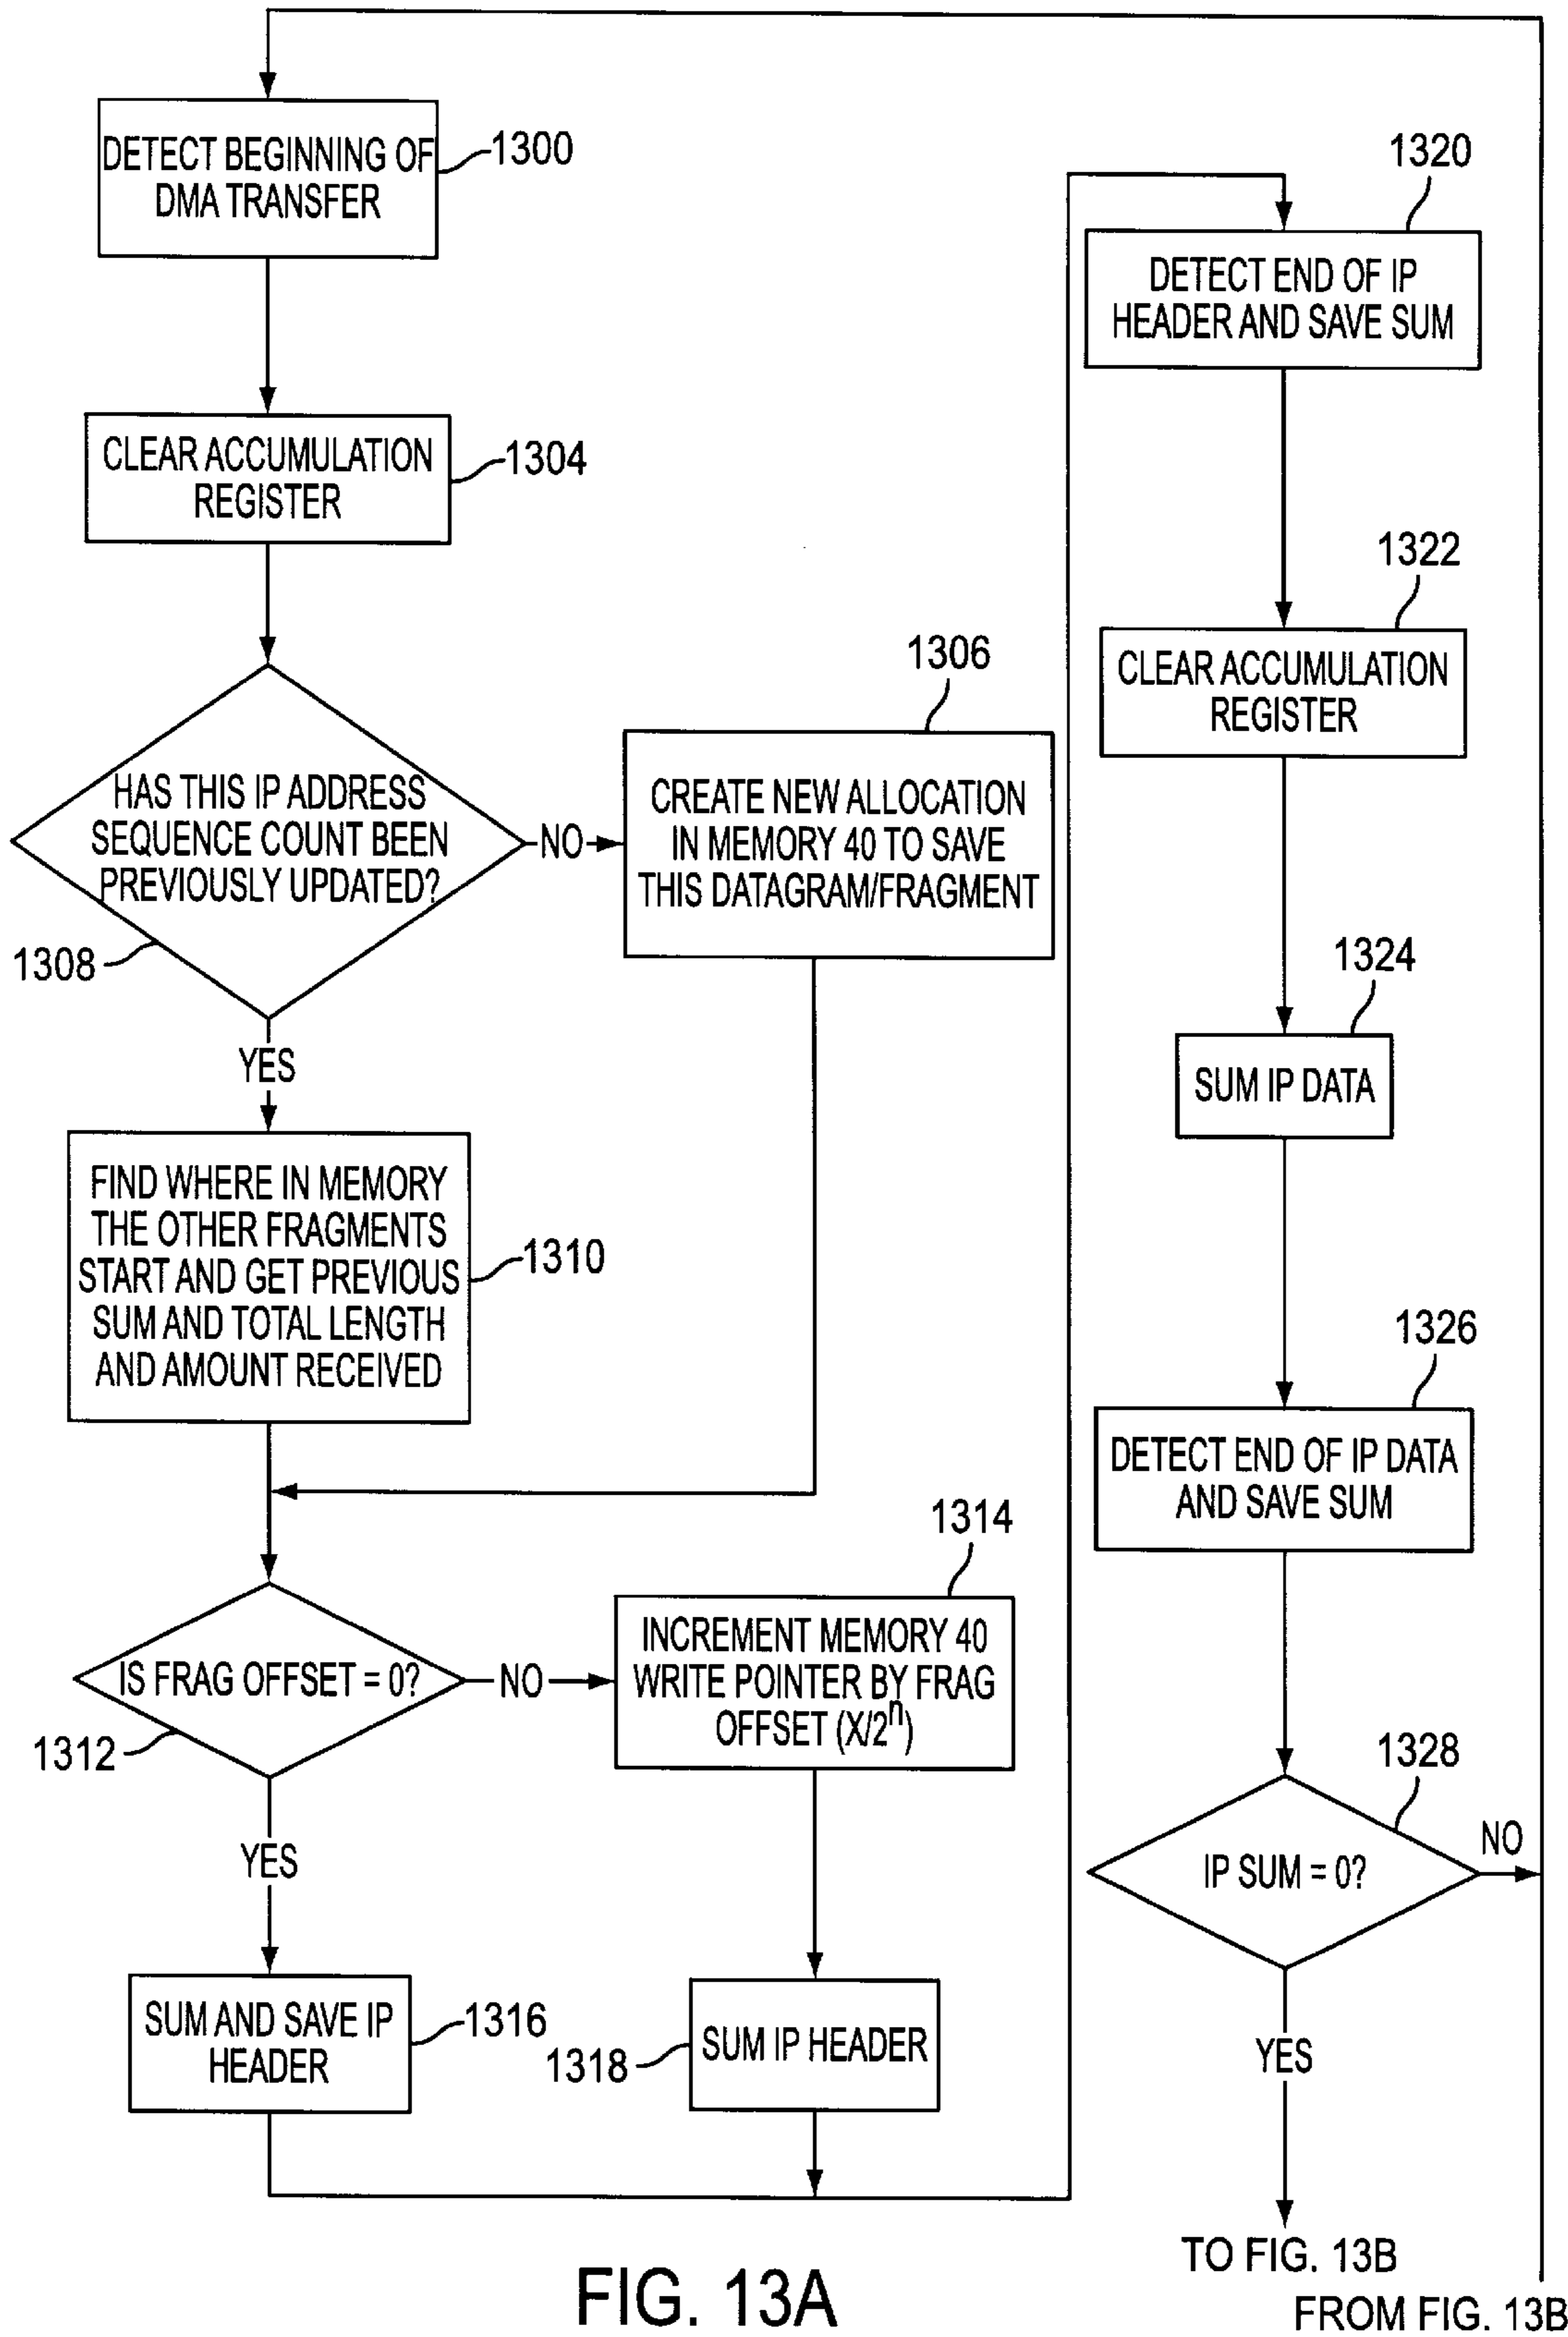 DETECT BEGINNING OF
DMA TRANSFER
1300
CLEAR ACCUMULATION
REGISTER
1304
HAS THIS IP ADDRESS
SEQUENCE COUNT BEEN
PREVIOUSLY UPDATED?
1308
NO
CREATE NEW ALLOCATION
IN MEMORY 40 TO SAVE
THIS DATAGRAM/FRAGMENT
1306
YES
FIND WHERE IN MEMORY
THE OTHER FRAGMENTS
START AND GET PREVIOUS
SUM AND TOTAL LENGTH
AND AMOUNT RECEIVED
1310
IS FRAG OFFSET = 0?
1312
NO
INCREMENT MEMORY 40
WRITE POINTER BY FRAG
OFFSET (X/2ⁿ)
1314
YES
SUM AND SAVE IP
HEADER
1316
SUM IP HEADER
1318
1320
DETECT END OF IP
HEADER AND SAVE SUM
1322
CLEAR ACCUMULATION
REGISTER
1324
SUM IP DATA
1326
DETECT END OF IP DATA
AND SAVE SUM
1328
IP SUM = 0?
NO
YES
TO FIG. 13B
FROM FIG. 13B
FIG. 13A